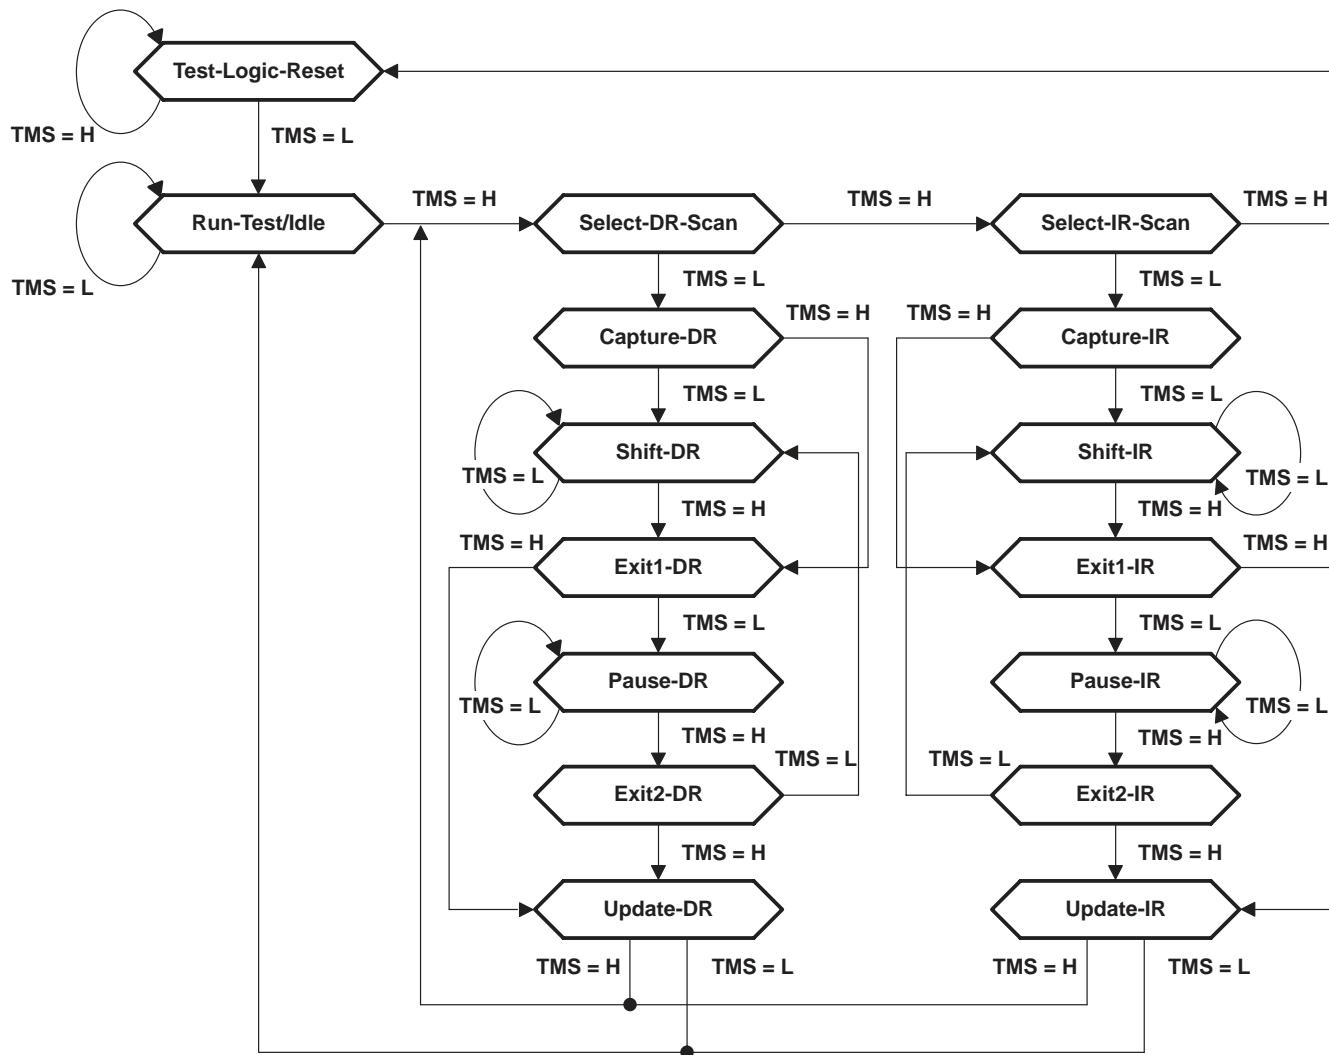 Test-Logic-Reset
TMS = H
TMS = L
TMS = H
TMS = H
TMS = H
Run-Test/Idle
Select-DR-Scan
Select-IR-Scan
TMS = L
TMS = L
TMS = L
TMS = H
TMS = H
Capture-DR
Capture-IR
TMS = L
TMS = L
Shift-DR
Shift-IR
TMS = L
TMS = L
TMS = H
TMS = H
TMS = H
TMS = H
Exit1-DR
Exit1-IR
TMS = L
TMS = L
Pause-DR
Pause-IR
TMS = L
TMS = L
TMS = H
TMS = H
TMS = L
TMS = L
Exit2-DR
Exit2-IR
TMS = H
TMS = H
Update-DR
Update-IR
TMS = H
TMS = L
TMS = H
TMS = L